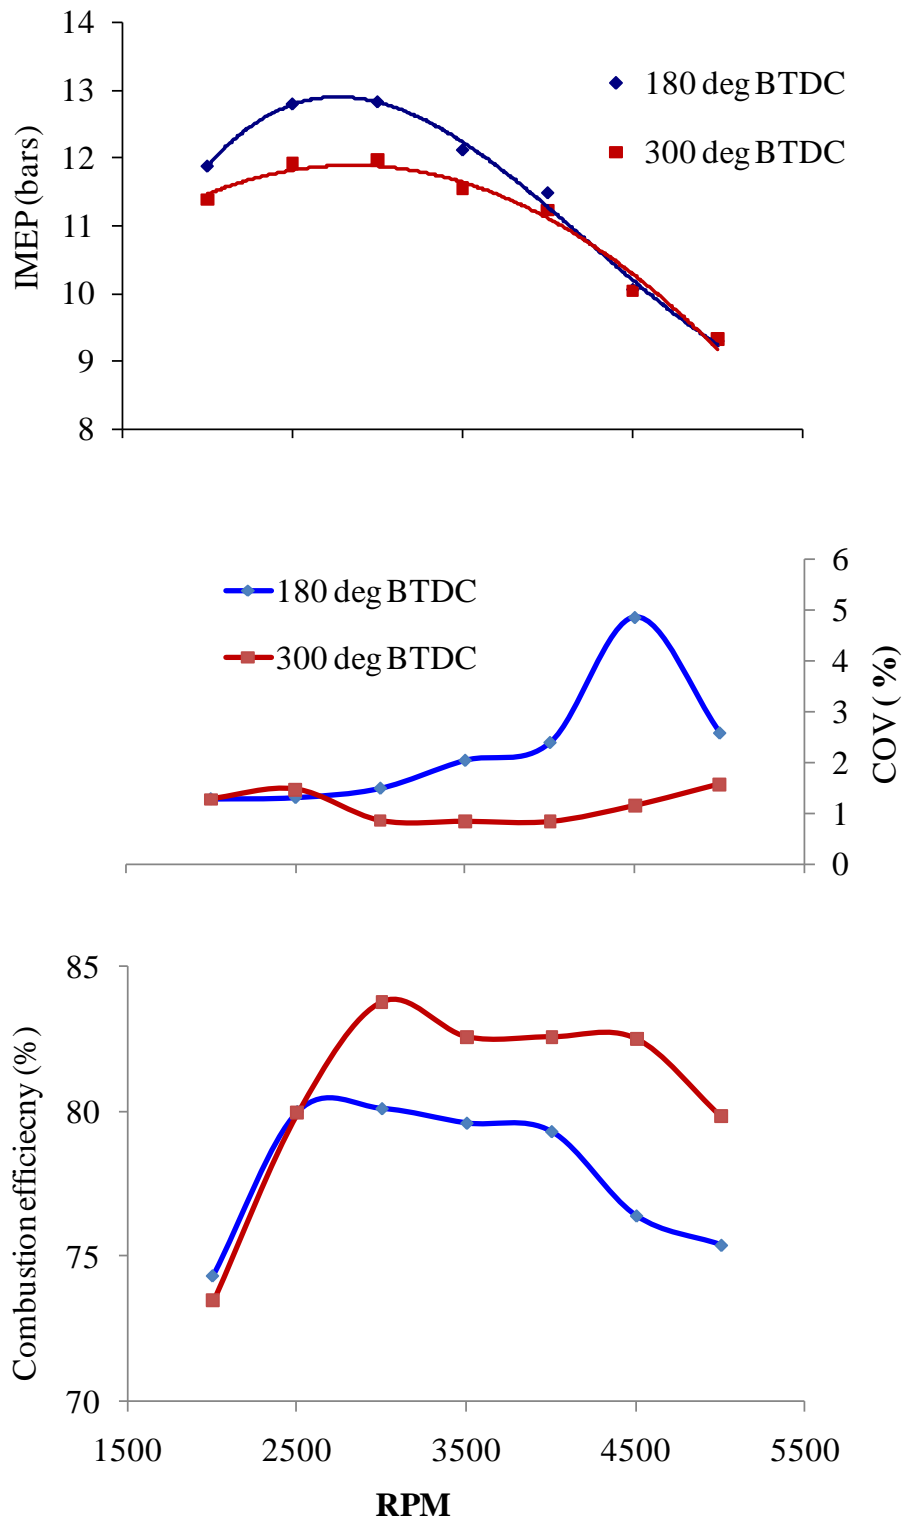 14
13
12
11
10
9
8
IMEP (bars)
180 deg BTDC
300 deg BTDC
180 deg BTDC
300 deg BTDC
6
5
4
3
2
1
0
COV ( %)
85
80
75
70
Combustion efficiecny (%)
1500 2500 3500 4500 5500
RPM